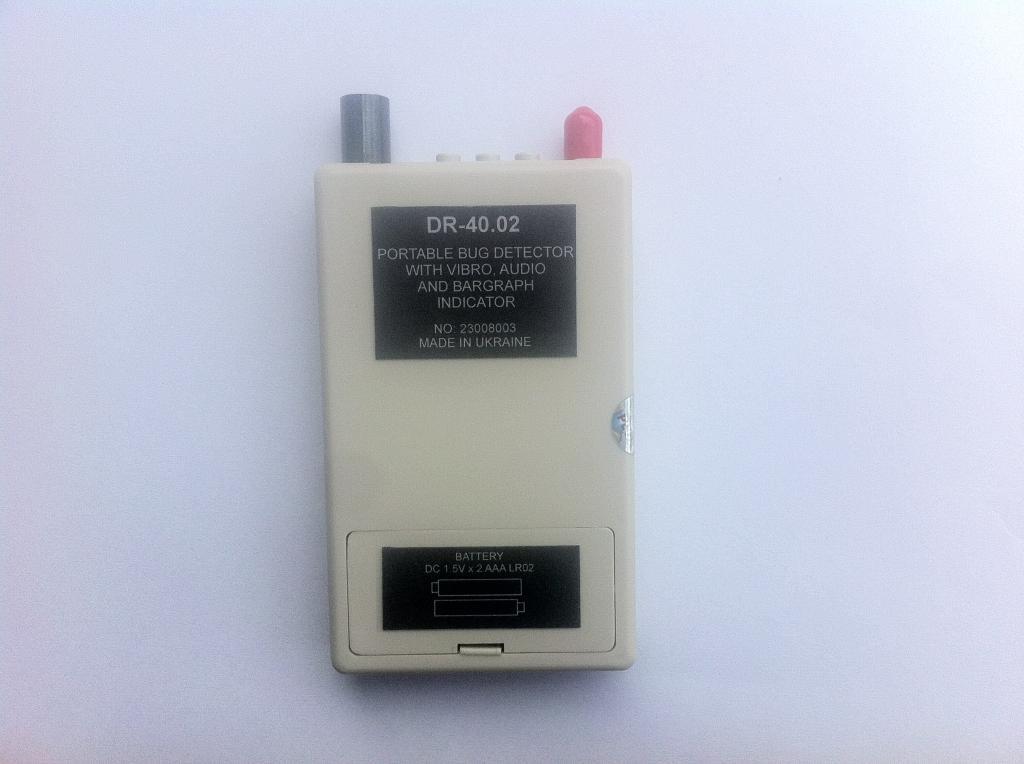 DR-40.02
PORTABLE BUG DETECTOR
WITH VIBRO, AUDIO
AND BARGRAPH
INDICATOR
NO: 23008003
MADE IN UKRAINE
BATTERY
DC 1.5V x 2 AAA LR02